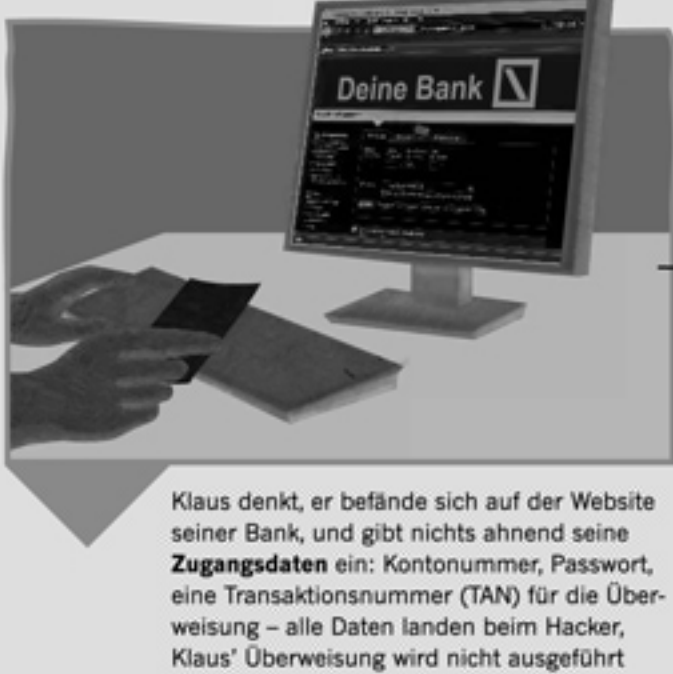 Deine Bank
Klaus denkt, er befände sich auf der Website
seiner Bank, und gibt nichts ahnend seine
Zugangsdaten ein: Kontonummer, Passwort,
eine Transaktionsnummer (TAN) für die Über-
weisung – alle Daten landen beim Hacker,
Klaus’ Überweisung wird nicht ausgeführt